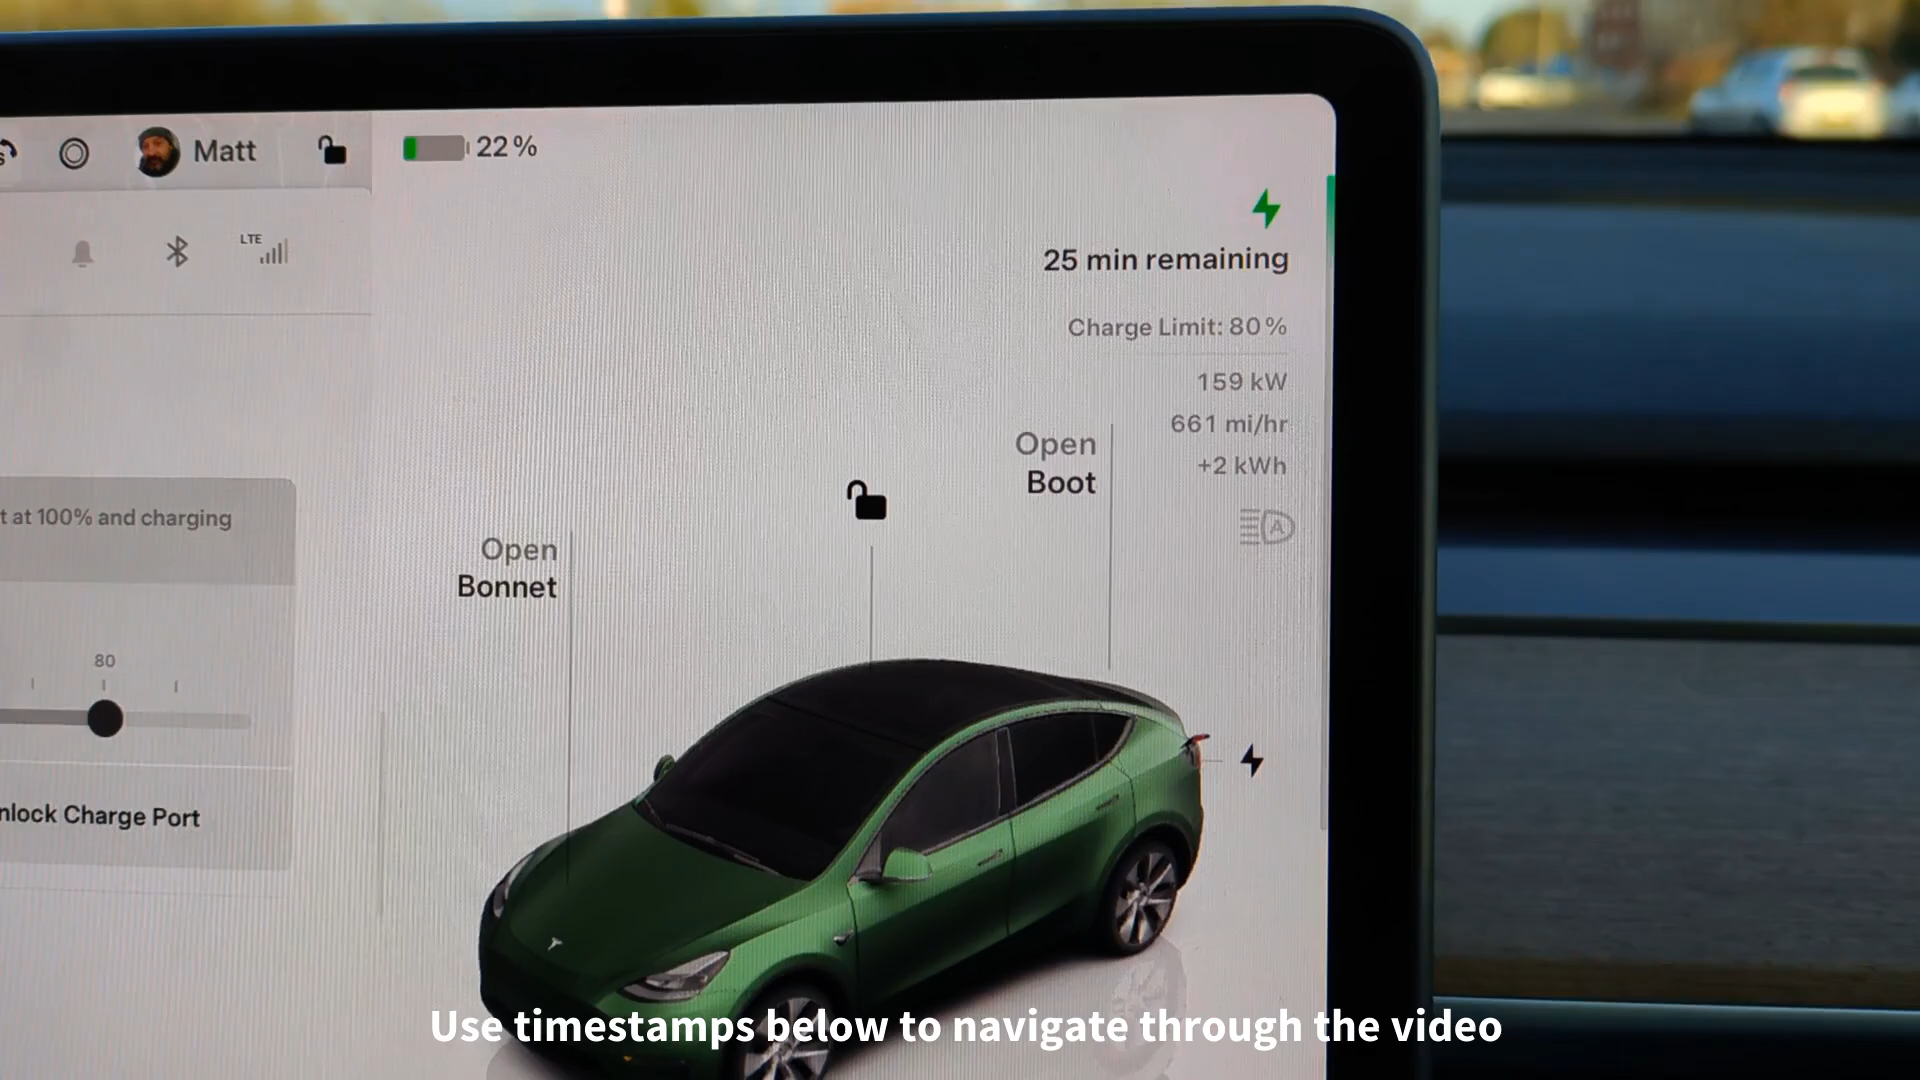 Matt
22%
LTE
25 min remaining
Charge Limit: 80%
159 kW
661 mi/hr
+2 kWh
Open
Boot
Open
Bonnet
A
t at 100% and charging
80
nlock Charge Port
Use timestamps below to navigate through the video